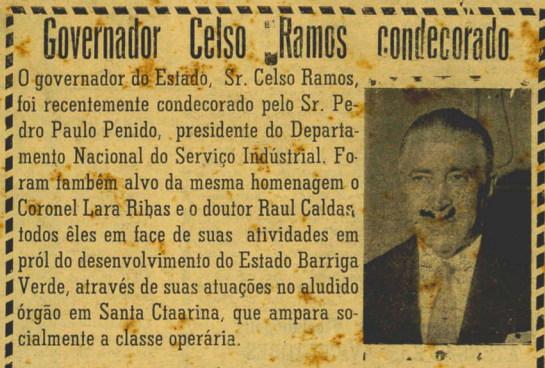 Governador Celso Ramos condecorado
O governador do Estado, Sr. Celso Ramos,
foi recentemente condecorado pelo Sr. Pe-
dro Paulo Penido, presidente do Departa-
mento Nacional do Serviço Indústrial. Fo-
ram também alvo da mesma homenagem o
Coronel Lara Ribas e o doutor Raul Caldas,
todos êles em face de suas atividades em
pról do desenvolvimento do Estado Barriga
Verde, através de suas atuações no aludido
órgão em Santa Ctaarina, que ampara so-
cialmente a classe operária.